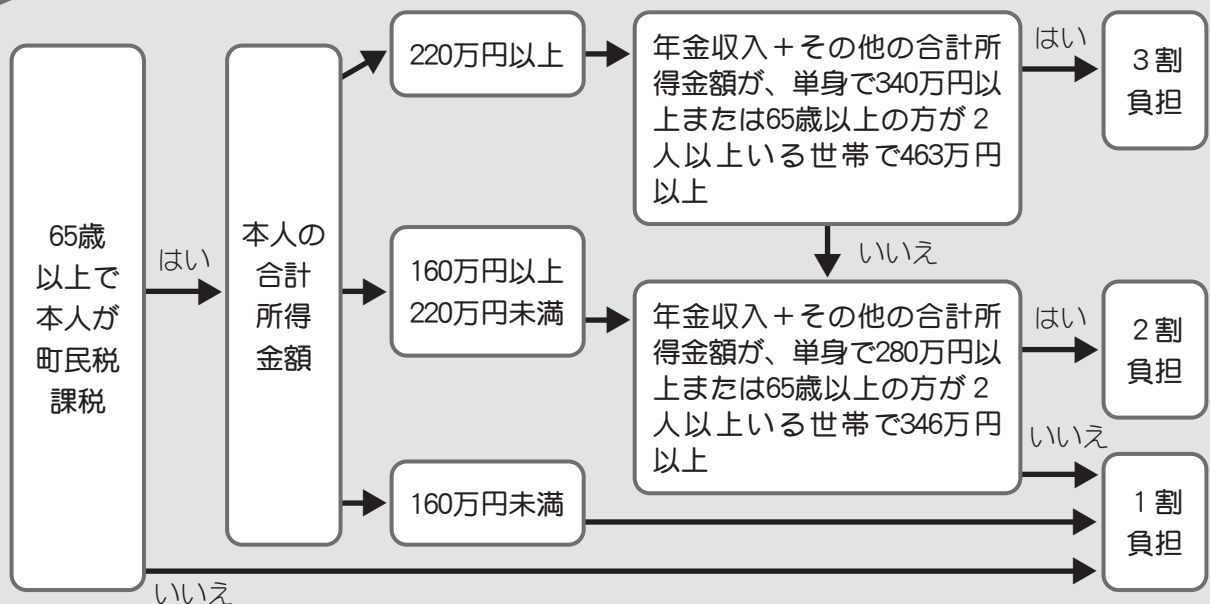 65歳
以上で
本人が
町民税
課税
はい
いいえ
本人の
合計
所得
金額
220万円以上
160万円以上
220万円未満
160万円未満
年金収入＋その他の合計所
得金額が、単身で340万円以
上または65歳以上の方が２
人以上いる世帯で463万円
以上
はい
３割
負担
いいえ
年金収入＋その他の合計所
得金額が、単身で280万円以
上または65歳以上の方が２
人以上いる世帯で346万円
以上
はい
２割
負担
いいえ
１割
負担